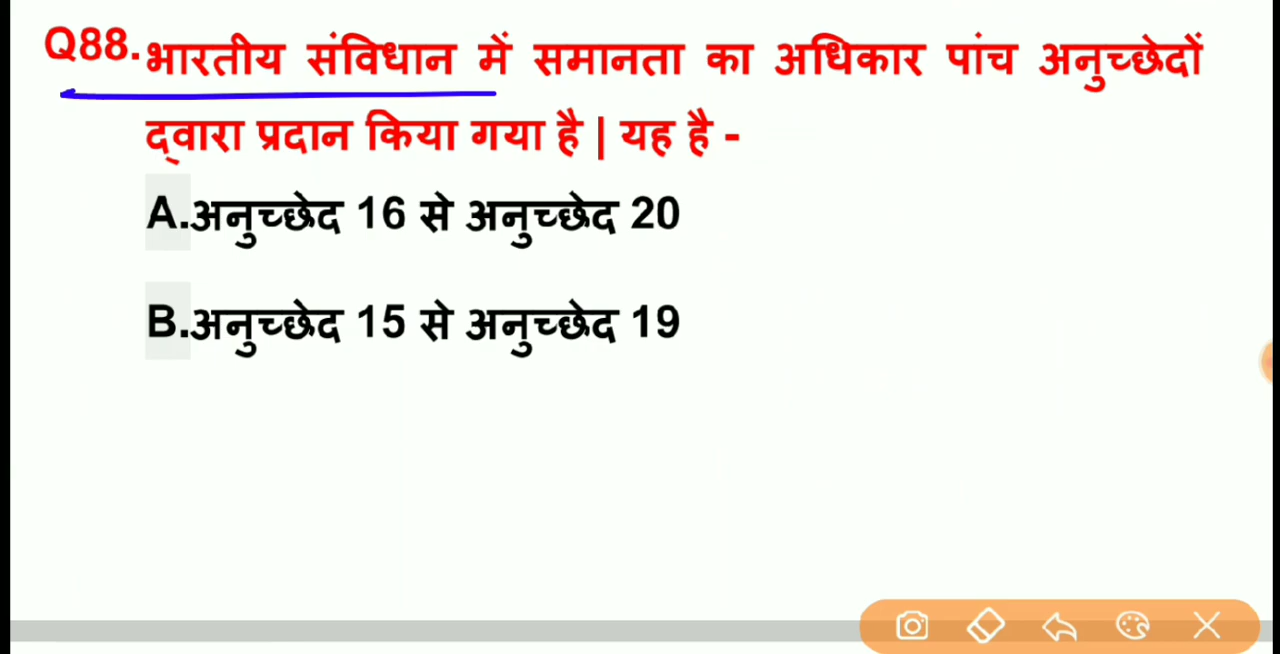 Q88. भारतीय संविधान में समानता का अधिकार पांच अनुच्छेदों
द्वारा प्रदान किया गया है | यह है -
A.अनुच्छेद 16 से अनुच्छेद 20
B.अनुच्छेद 15 से अनुच्छेद 19